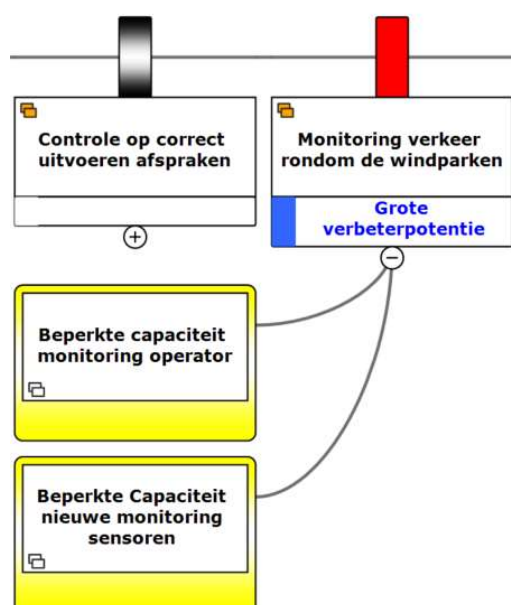 Controle op correct
uitvoeren afspraken
Monitoring verkeer
rondom de windparken
Grote
verbeterpotentie
Beperkte capaciteit
monitoring operator
Beperkte Capaciteit
nieuwe monitoring
sensoren